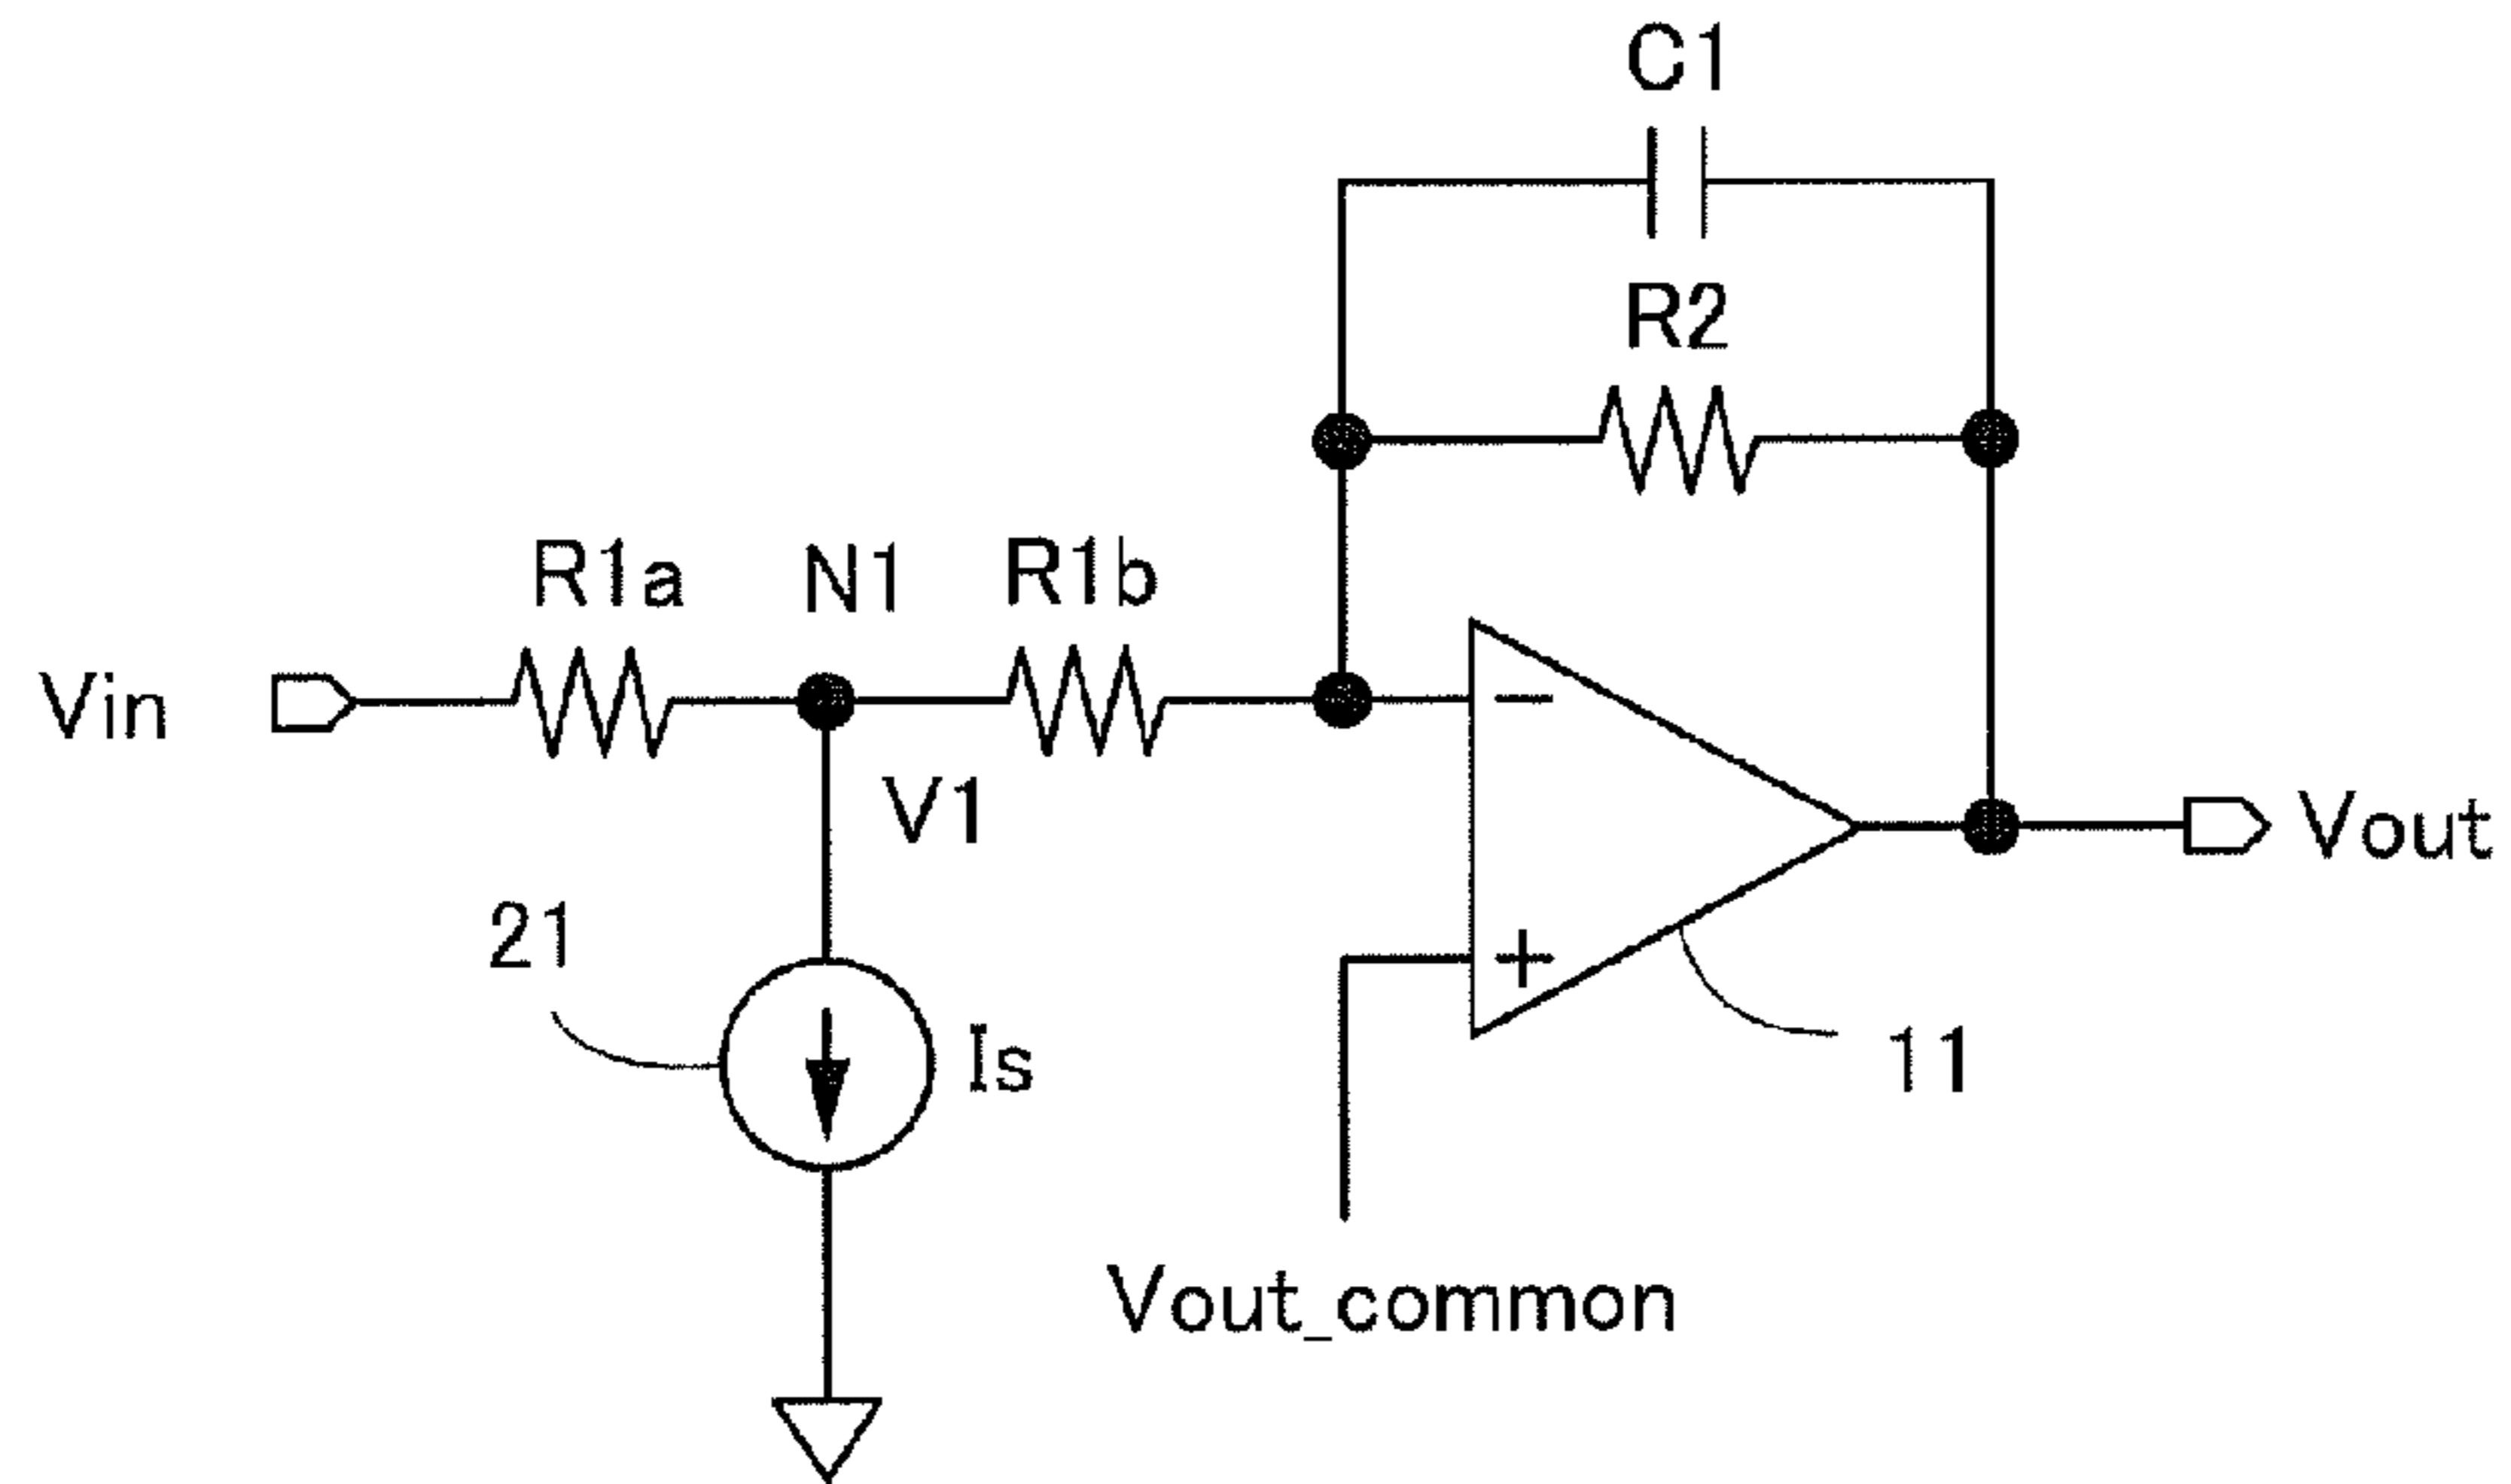 C1
R2
R1a
N1
R1b
Vin
V1
−
Vout
21
+
Is
11
Vout_common